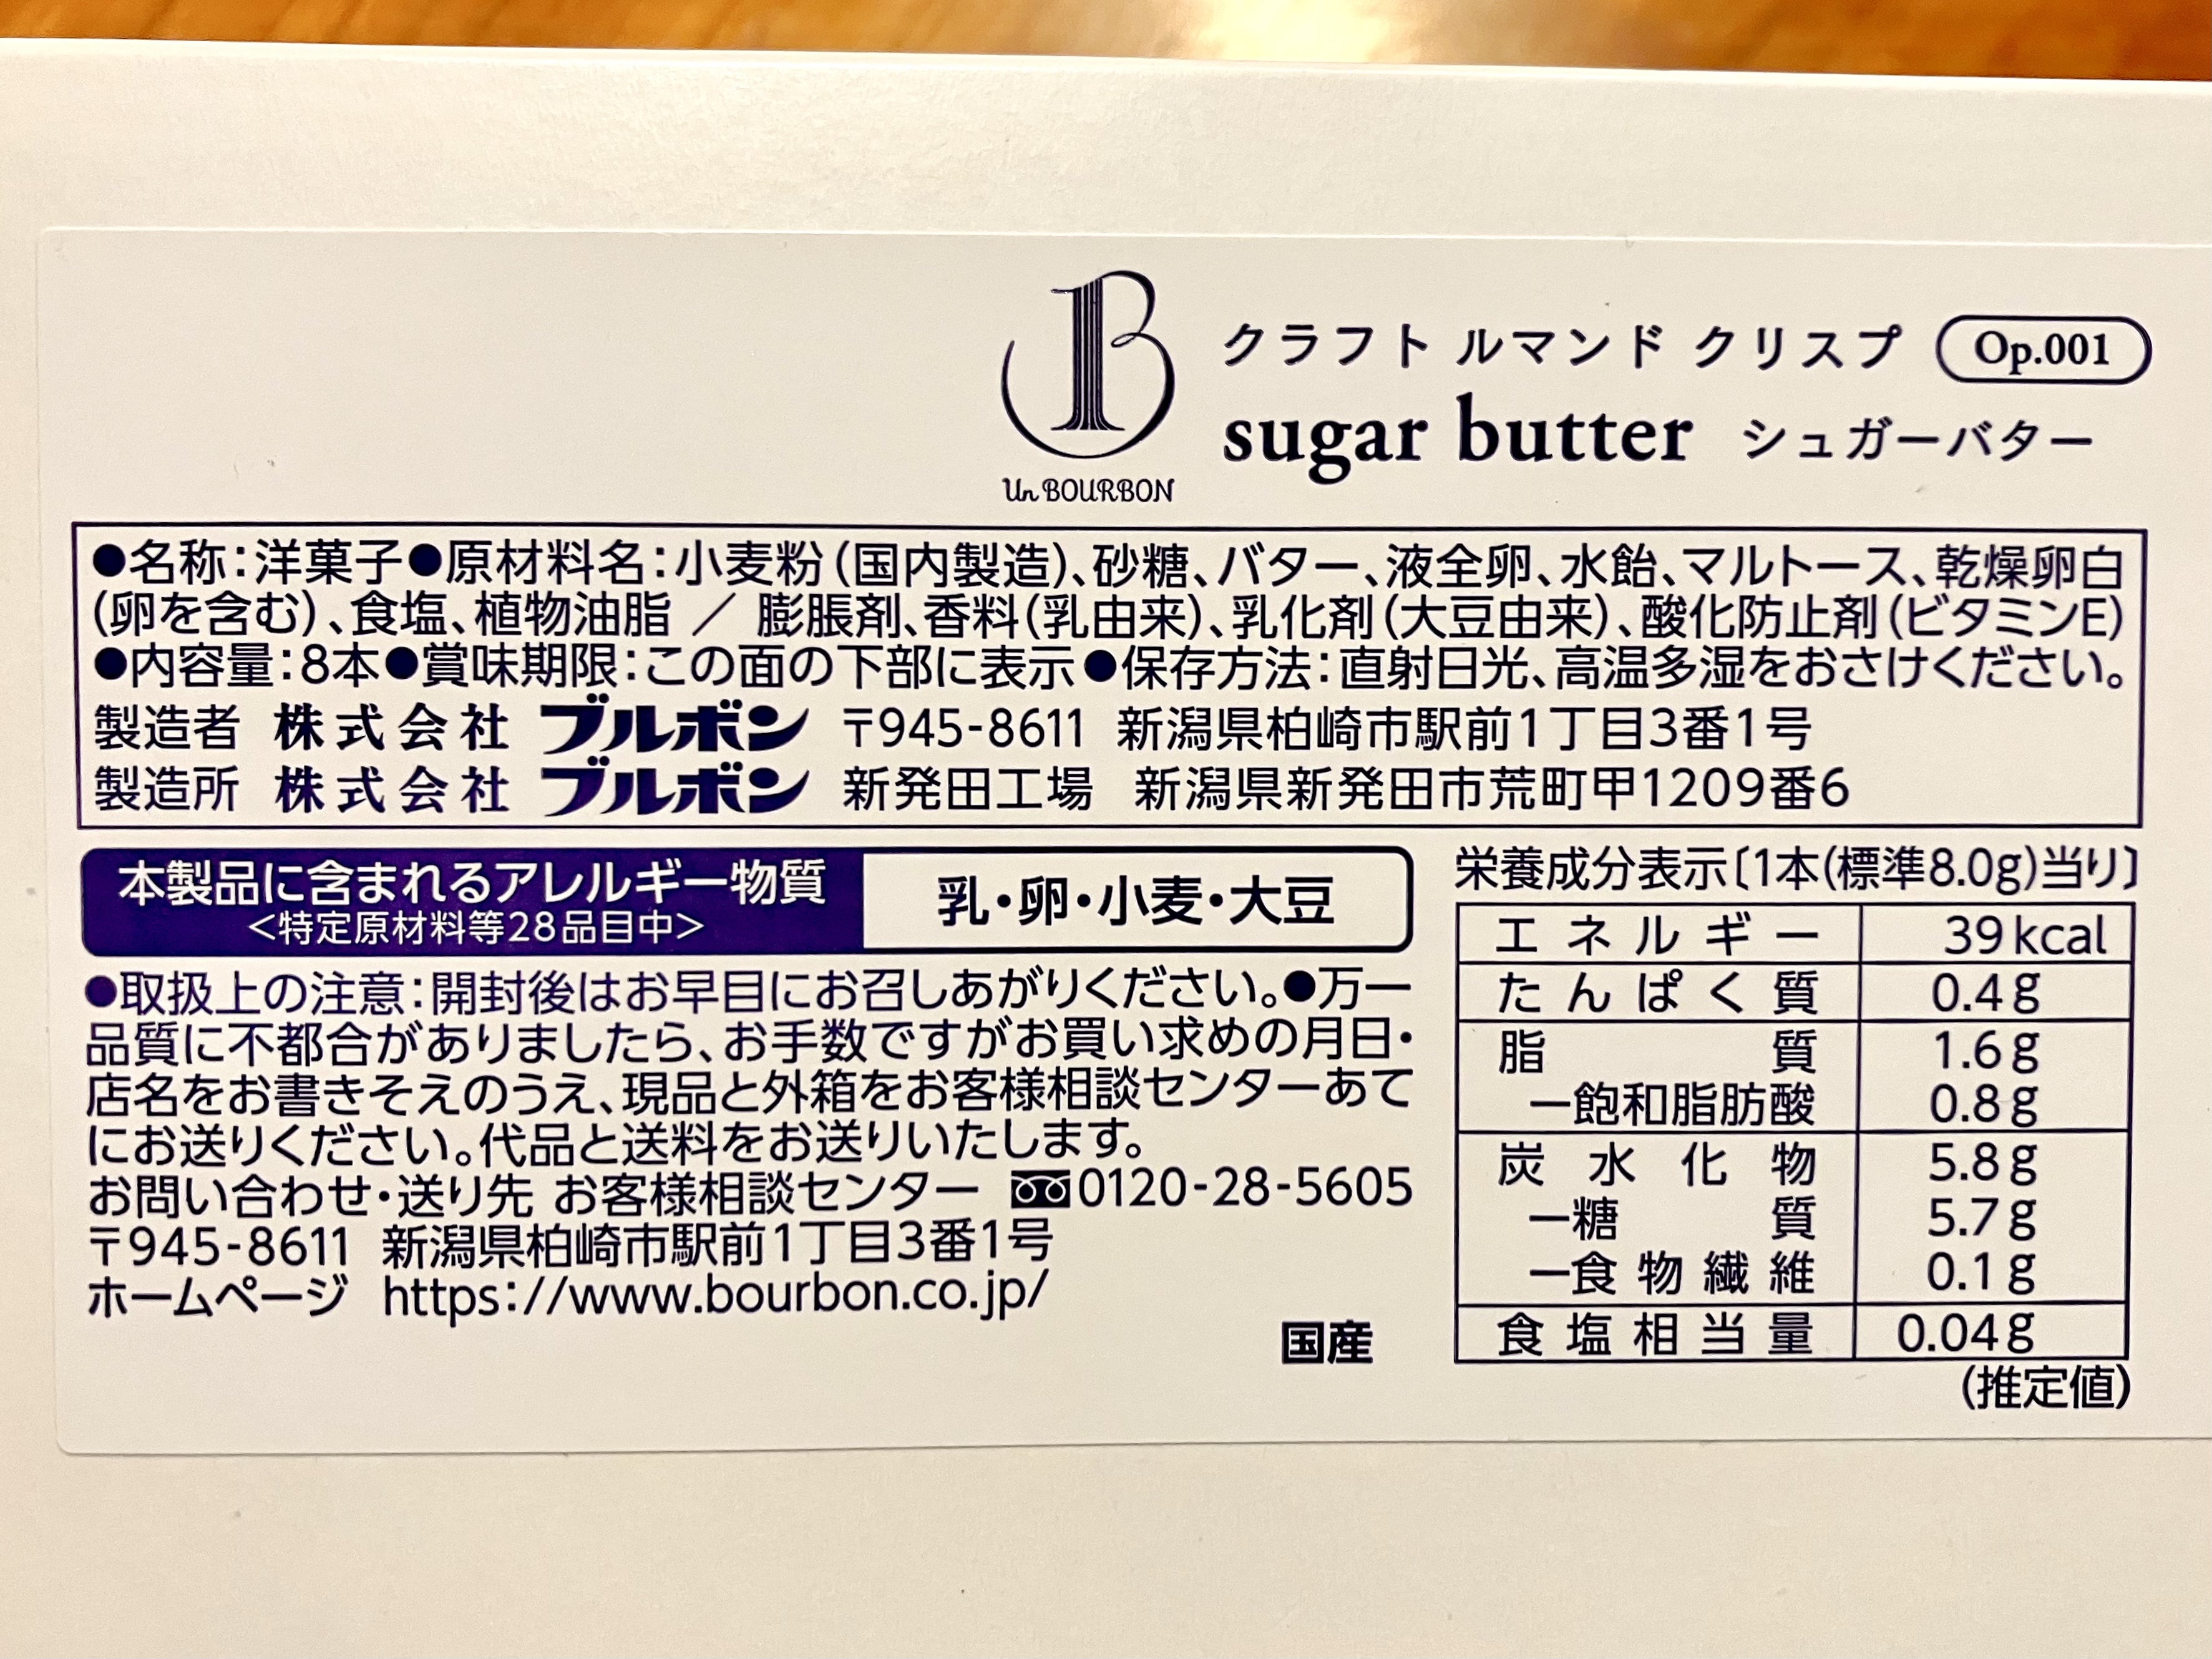 クラフト ルマンド クリスプ Op.001
sugar butter シュガーバター
Un BOURBON
●名称：洋菓子●原材料名：小麦粉（国内製造）、砂糖、バター、液全卵、水飴、マルトース、乾燥卵白
（卵を含む）、食塩、植物油脂 ／ 膨脹剤、香料（乳由来）、乳化剤（大豆由来）、酸化防止剤（ビタミンE）
●内容量：8本●賞味期限：この面の下部に表示●保存方法：直射日光、高温多湿をおさけください。
製造者 株式会社 ブルボン 〒945-8611 新潟県柏崎市駅前1丁目3番1号
製造所 株式会社 ブルボン 新発田工場 新潟県新発田市荒町甲1209番6
本製品に含まれるアレルギー物質
<特定原材料等28品目中>
乳・卵・小麦・大豆
●取扱上の注意：開封後はお早目にお召しあがりください。●万一
品質に不都合がありましたら、お手数ですがお買い求めの月日・
店名をお書きそえのうえ、現品と外箱をお客様相談センターあて
にお送りください。代品と送料をお送りいたします。
お問い合わせ・送り先 お客様相談センター 0120-28-5605
〒945-8611 新潟県柏崎市駅前1丁目3番1号
ホームページ https://www.bourbon.co.jp/
国産
栄養成分表示〔1本(標準8.0g)当り〕
エネルギー 39kcal
たんぱく質 0.4g
脂質 1.6g
ー飽和脂肪酸 0.8g
炭水化物 5.8g
ー糖質 5.7g
ー食物繊維 0.1g
食塩相当量 0.04g
(推定値)